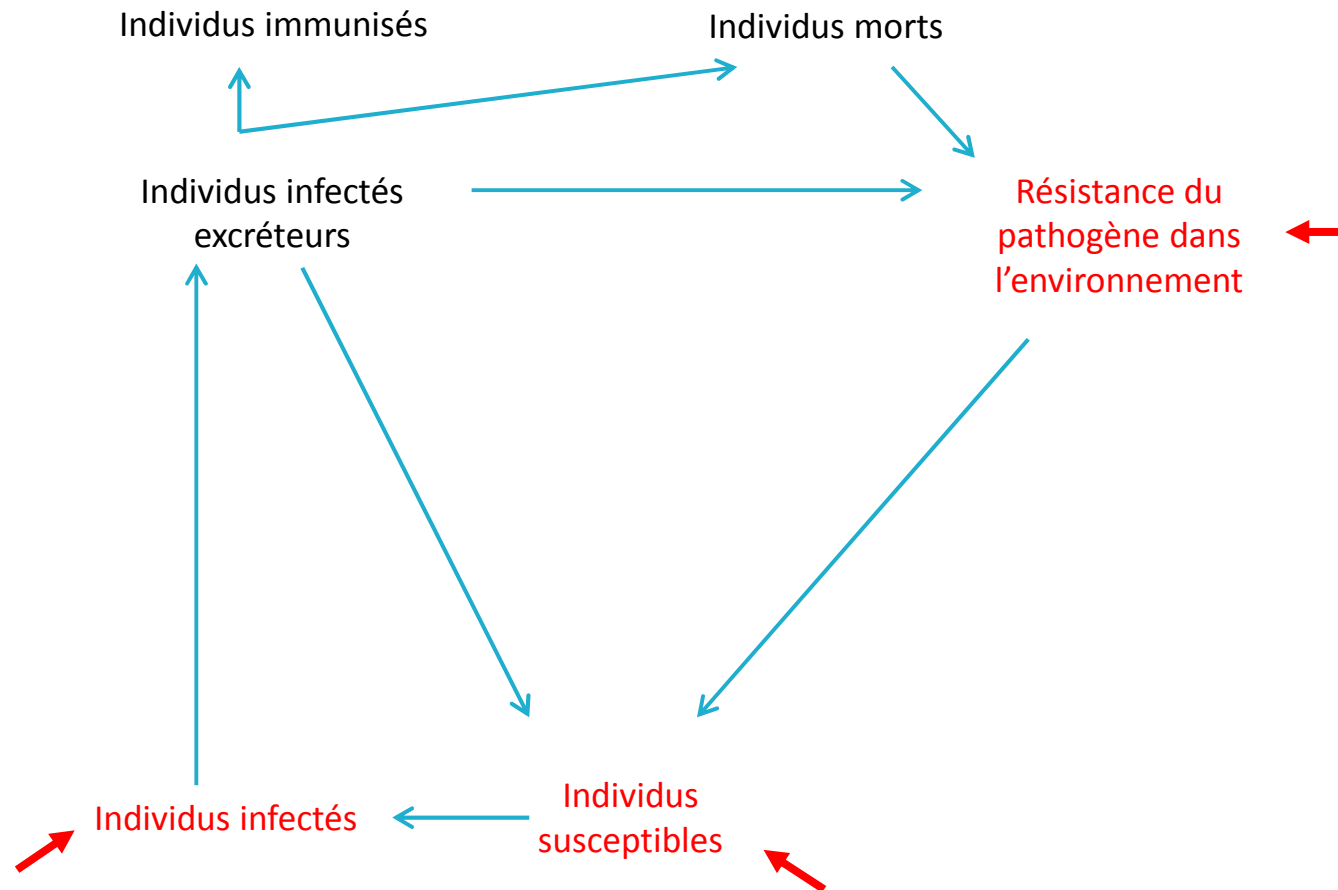 Individus immunisés
Individus morts
Individus infectés
excréteurs
Résistance du
pathogène dans
l’environnement
Individus infectés
Individus
susceptibles